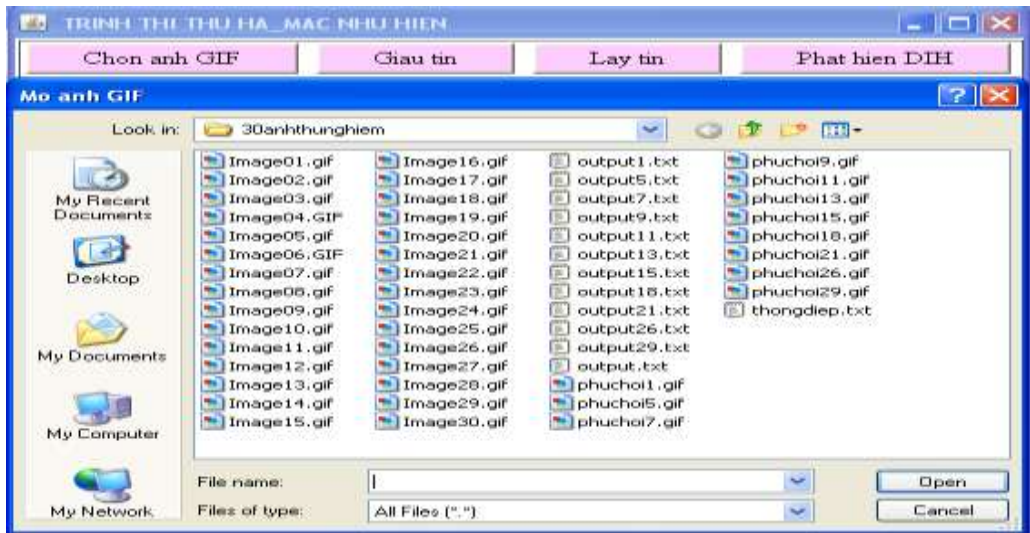 TRINH THI THU HA_MAC NHU HIEN
Chon anh GIF Giau tin Lay tin Phat hien DIH
Mo anh GIF
Look in: 30anhthunghiem
My Recent Documents
Desktop
My Documents
My Computer
My Network
Image01.gif
Image02.gif
Image03.gif
Image04.GIF
Image05.gif
Image06.GIF
Image07.gif
Image08.gif
Image09.gif
Image10.gif
Image11.gif
Image12.gif
Image13.gif
Image14.gif
Image15.gif
Image16.gif
Image17.gif
Image18.gif
Image19.gif
Image20.gif
Image21.gif
Image22.gif
Image23.gif
Image24.gif
Image25.gif
Image26.gif
Image27.gif
Image28.gif
Image29.gif
Image30.gif
output1.txt
output5.txt
output7.txt
output9.txt
output11.txt
output13.txt
output15.txt
output18.txt
output21.txt
output26.txt
output29.txt
output.txt
phuchoi1.gif
phuchoi5.gif
phuchoi7.gif
phuchoi9.gif
phuchoi11.gif
phuchoi13.gif
phuchoi15.gif
phuchoi18.gif
phuchoi21.gif
phuchoi26.gif
phuchoi29.gif
thongdiep.txt
File name: Open
Files of type: All Files (*.*) Cancel